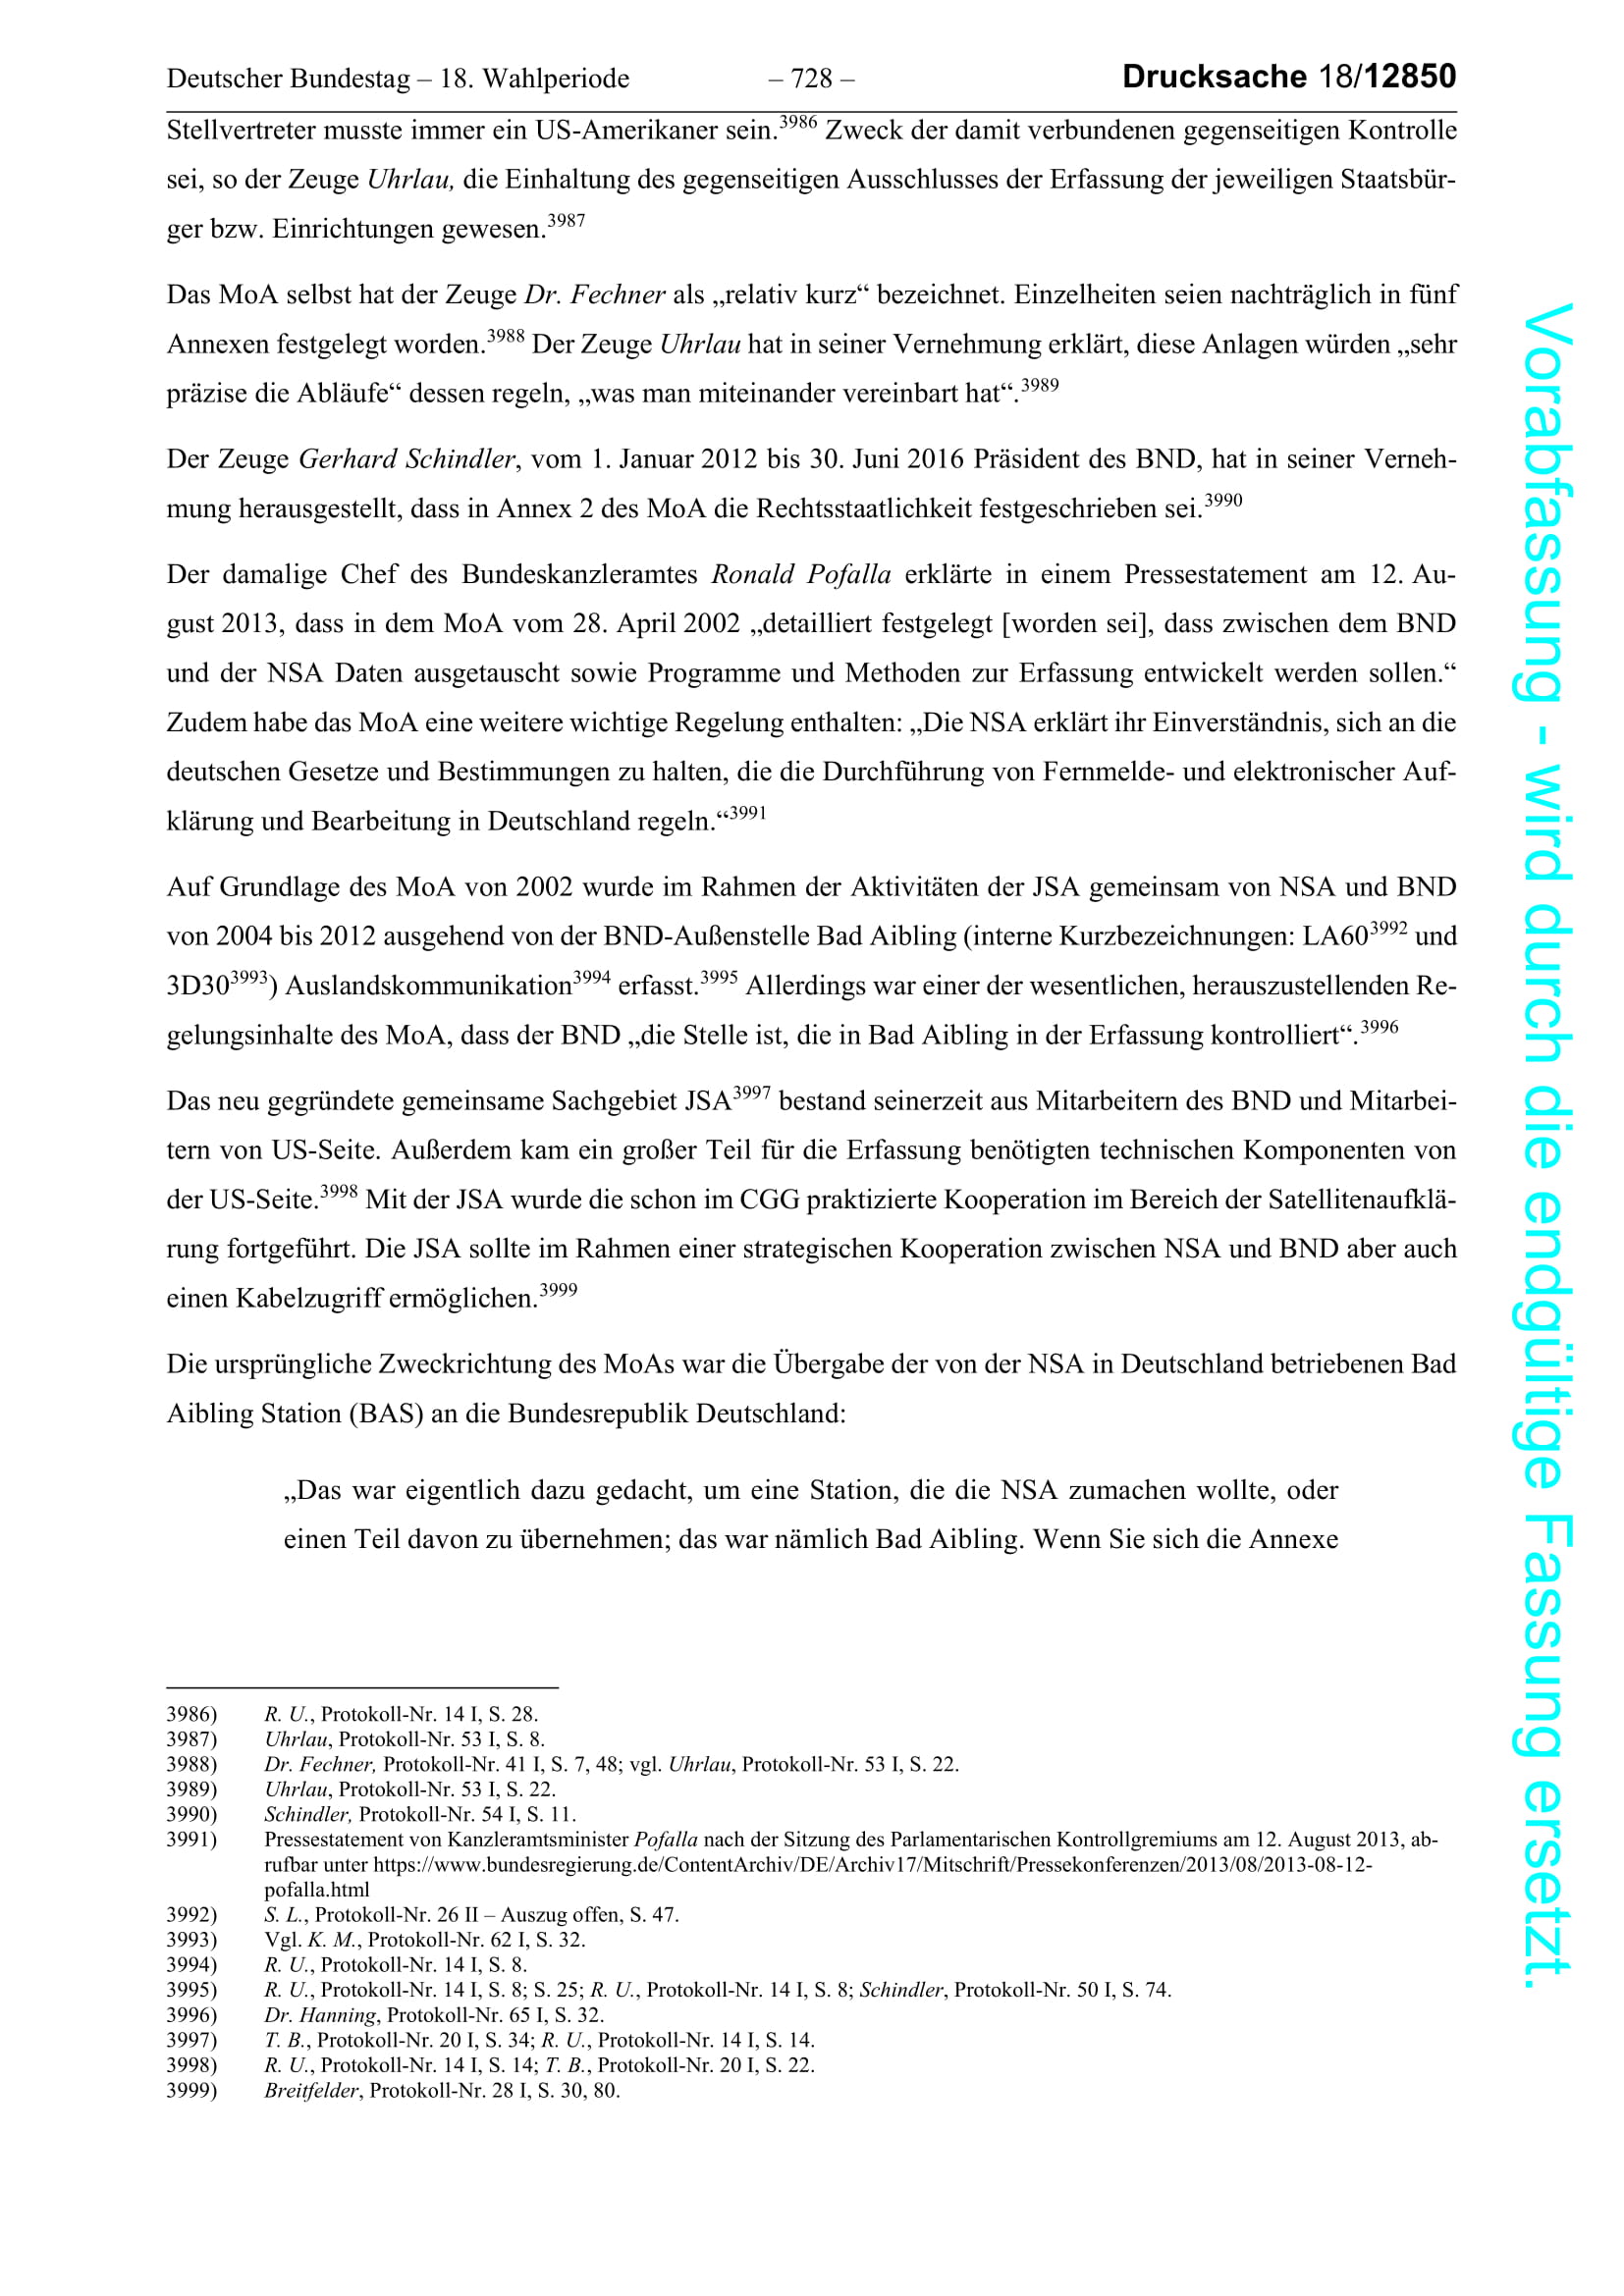 Deutscher Bundestag – 18. Wahlperiode – 728 – Drucksache 18/12850
Stellvertreter musste immer ein US-Amerikaner sein.3986 Zweck der damit verbundenen gegenseitigen Kontrolle
sei, so der Zeuge Uhrlau, die Einhaltung des gegenseitigen Ausschlusses der Erfassung der jeweiligen Staatsbür-
ger bzw. Einrichtungen gewesen.3987
Das MoA selbst hat der Zeuge Dr. Fechner als „relativ kurz“ bezeichnet. Einzelheiten seien nachträglich in fünf
Annexen festgelegt worden.3988 Der Zeuge Uhrlau hat in seiner Vernehmung erklärt, diese Anlagen würden „sehr
präzise die Abläufe“ dessen regeln, „was man miteinander vereinbart hat“.3989
Der Zeuge Gerhard Schindler, vom 1. Januar 2012 bis 30. Juni 2016 Präsident des BND, hat in seiner Verneh-
mung herausgestellt, dass in Annex 2 des MoA die Rechtsstaatlichkeit festgeschrieben sei.3990
Der damalige Chef des Bundeskanzleramtes Ronald Pofalla erklärte in einem Pressestatement am 12. Au-
gust 2013, dass in dem MoA vom 28. April 2002 „detailliert festgelegt [worden sei], dass zwischen dem BND
und der NSA Daten ausgetauscht sowie Programme und Methoden zur Erfassung entwickelt werden sollen.“
Zudem habe das MoA eine weitere wichtige Regelung enthalten: „Die NSA erklärt ihr Einverständnis, sich an die
deutschen Gesetze und Bestimmungen zu halten, die die Durchführung von Fernmelde- und elektronischer Auf-
klärung und Bearbeitung in Deutschland regeln.“3991
Auf Grundlage des MoA von 2002 wurde im Rahmen der Aktivitäten der JSA gemeinsam von NSA und BND
von 2004 bis 2012 ausgehend von der BND-Außenstelle Bad Aibling (interne Kurzbezeichnungen: LA603992 und
3D303993) Auslandskommunikation3994 erfasst.3995 Allerdings war einer der wesentlichen, herauszustellenden Re-
gelungsinhalte des MoA, dass der BND „die Stelle ist, die in Bad Aibling in der Erfassung kontrolliert“.3996
Das neu gegründete gemeinsame Sachgebiet JSA3997 bestand seinerzeit aus Mitarbeitern des BND und Mitarbei-
tern von US-Seite. Außerdem kam ein großer Teil für die Erfassung benötigten technischen Komponenten von
der US-Seite.3998 Mit der JSA wurde die schon im CGG praktizierte Kooperation im Bereich der Satellitenaufklä-
rung fortgeführt. Die JSA sollte im Rahmen einer strategischen Kooperation zwischen NSA und BND aber auch
einen Kabelzugriff ermöglichen.3999
Die ursprüngliche Zweckrichtung des MoAs war die Übergabe der von der NSA in Deutschland betriebenen Bad
Aibling Station (BAS) an die Bundesrepublik Deutschland:
„Das war eigentlich dazu gedacht, um eine Station, die die NSA zumachen wollte, oder
einen Teil davon zu übernehmen; das war nämlich Bad Aibling. Wenn Sie sich die Annexe
3986) R. U., Protokoll-Nr. 14 I, S. 28.
3987) Uhrlau, Protokoll-Nr. 53 I, S. 8.
3988) Dr. Fechner, Protokoll-Nr. 41 I, S. 7, 48; vgl. Uhrlau, Protokoll-Nr. 53 I, S. 22.
3989) Uhrlau, Protokoll-Nr. 53 I, S. 22.
3990) Schindler, Protokoll-Nr. 54 I, S. 11.
3991) Pressestatement von Kanzleramtsminister Pofalla nach der Sitzung des Parlamentarischen Kontrollgremiums am 12. August 2013, ab-
rufbar unter https://www.bundesregierung.de/ContentArchiv/DE/Archiv17/Mitschrift/Pressekonferenzen/2013/08/2013-08-12-
pofalla.html
3992) S. L., Protokoll-Nr. 26 II – Auszug offen, S. 47.
3993) Vgl. K. M., Protokoll-Nr. 62 I, S. 32.
3994) R. U., Protokoll-Nr. 14 I, S. 8.
3995) R. U., Protokoll-Nr. 14 I, S. 8; S. 25; R. U., Protokoll-Nr. 14 I, S. 8; Schindler, Protokoll-Nr. 50 I, S. 74.
3996) Dr. Hanning, Protokoll-Nr. 65 I, S. 32.
3997) T. B., Protokoll-Nr. 20 I, S. 34; R. U., Protokoll-Nr. 14 I, S. 14.
3998) R. U., Protokoll-Nr. 14 I, S. 14; T. B., Protokoll-Nr. 20 I, S. 22.
3999) Breitfelder, Protokoll-Nr. 28 I, S. 30, 80.
Vorabfassung - wird durch die endgültige Fassung ersetzt.